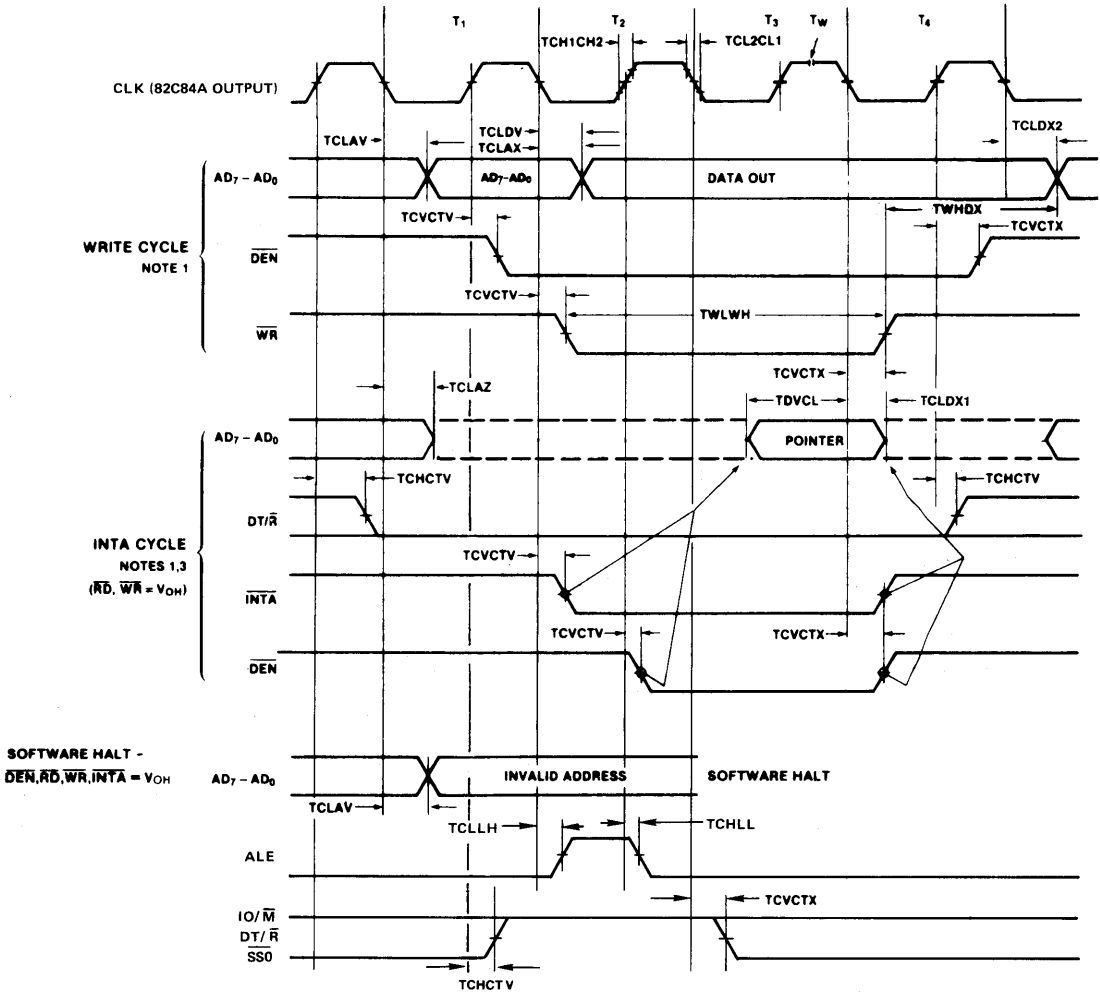 T1 T2 T3 TW T4
TCH1CH2 TCL2CL1
CLK (82C84A OUTPUT)
TCLAV TCLDV TCLDX2
TCLAX
AD7 – AD0 AD7–AD0 DATA OUT
TCVCTV TWHDX
TCVCTX
WRITE CYCLE
NOTE 1
DEN
TCVCTV TWLWH
WR
TCVCTX
TCLAZ TDVCL TCLDX1
AD7 – AD0 POINTER
TCHCTV TCHCTV
DT/R
INTA CYCLE
NOTES 1,3
(RD, WR = VOH)
TCVCTV
INTA
TCVCTV TCVCTX
DEN
SOFTWARE HALT –
DEN,RD,WR,INTA = VOH
AD7 – AD0 INVALID ADDRESS SOFTWARE HALT
TCLAV
TCLLH TCHLL
ALE
TCVCTX
IO/M
DT/R
SSO
TCHCTV